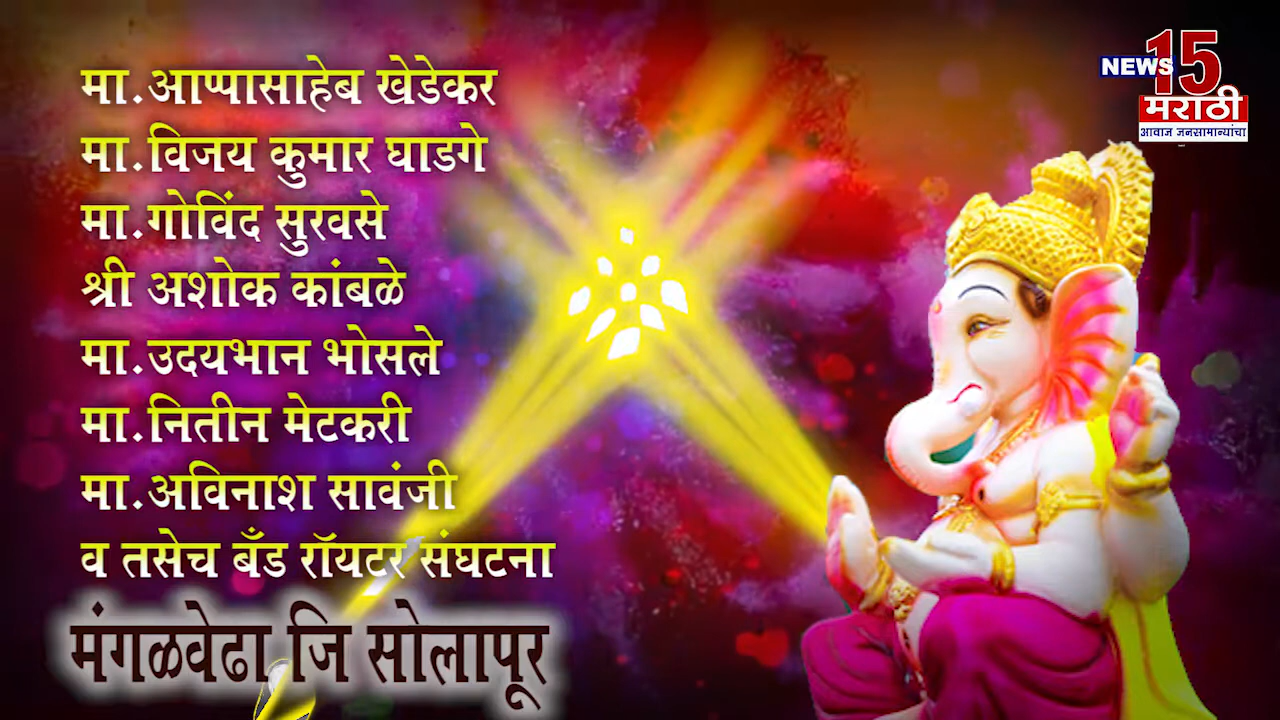 मा.आप्पासाहेब खेडेकर
मा.विजय कुमार घाडगे
मा.गोविंद सुरवसे
श्री अशोक कांबळे
मा.उदयभान भोसले
मा.नितीन मेटकरी
मा.अविनाश सावंजी
व तसेच बँड रॉयटर संघटना
मंगळवेढा जि सोलापूर
NEWS 15
मराठी
आवाज जनसामान्यांचा